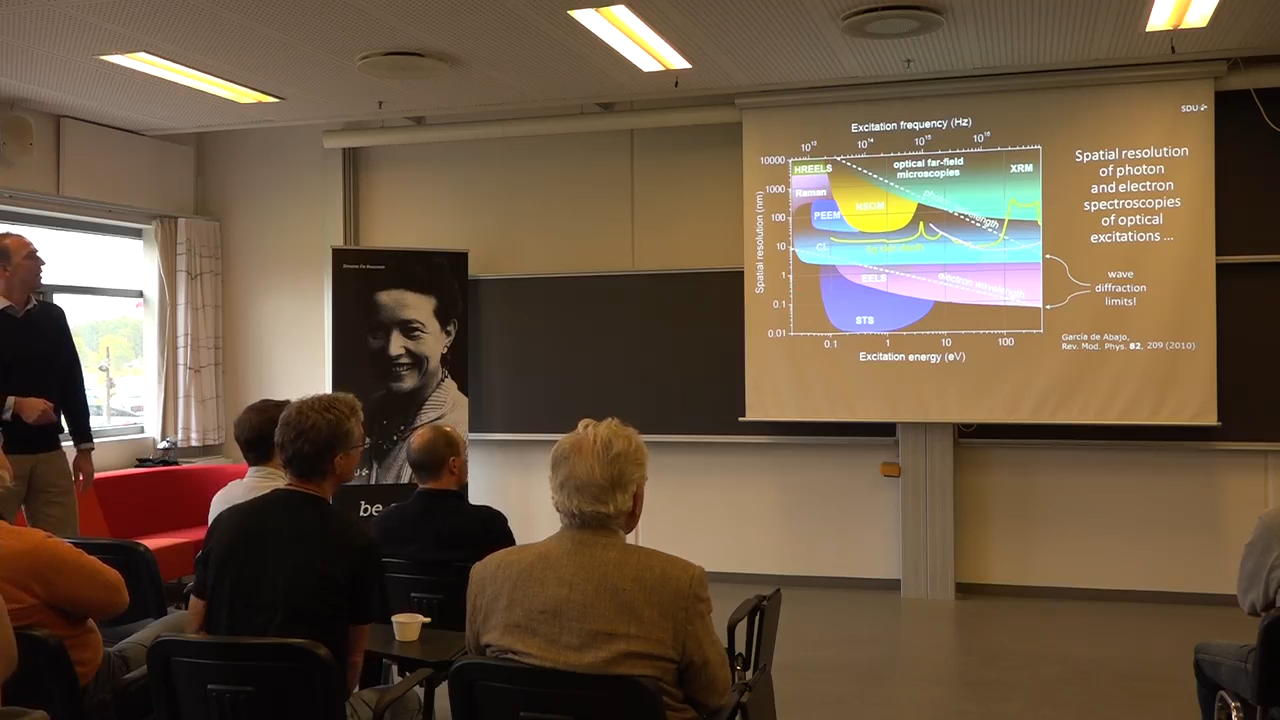 SDU
Excitation frequency (Hz)
10¹³ 10¹⁴ 10¹⁵ 10¹⁶
Spatial resolution (nm)
10000
1000
100
10
1
0.1
0.01
HREELS
optical far-field
microscopies
XRM
Raman
NSOM
PEEM
CL
EELS
electron wavelength
STS
0.1 1 10 100
Excitation energy (eV)
Spatial resolution
of photon
and electron
spectroscopies
of optical
excitations ...
wave
diffraction
limits!
García de Abajo,
Rev. Mod. Phys. 82, 209 (2010)
Simone De Beauvoir
be